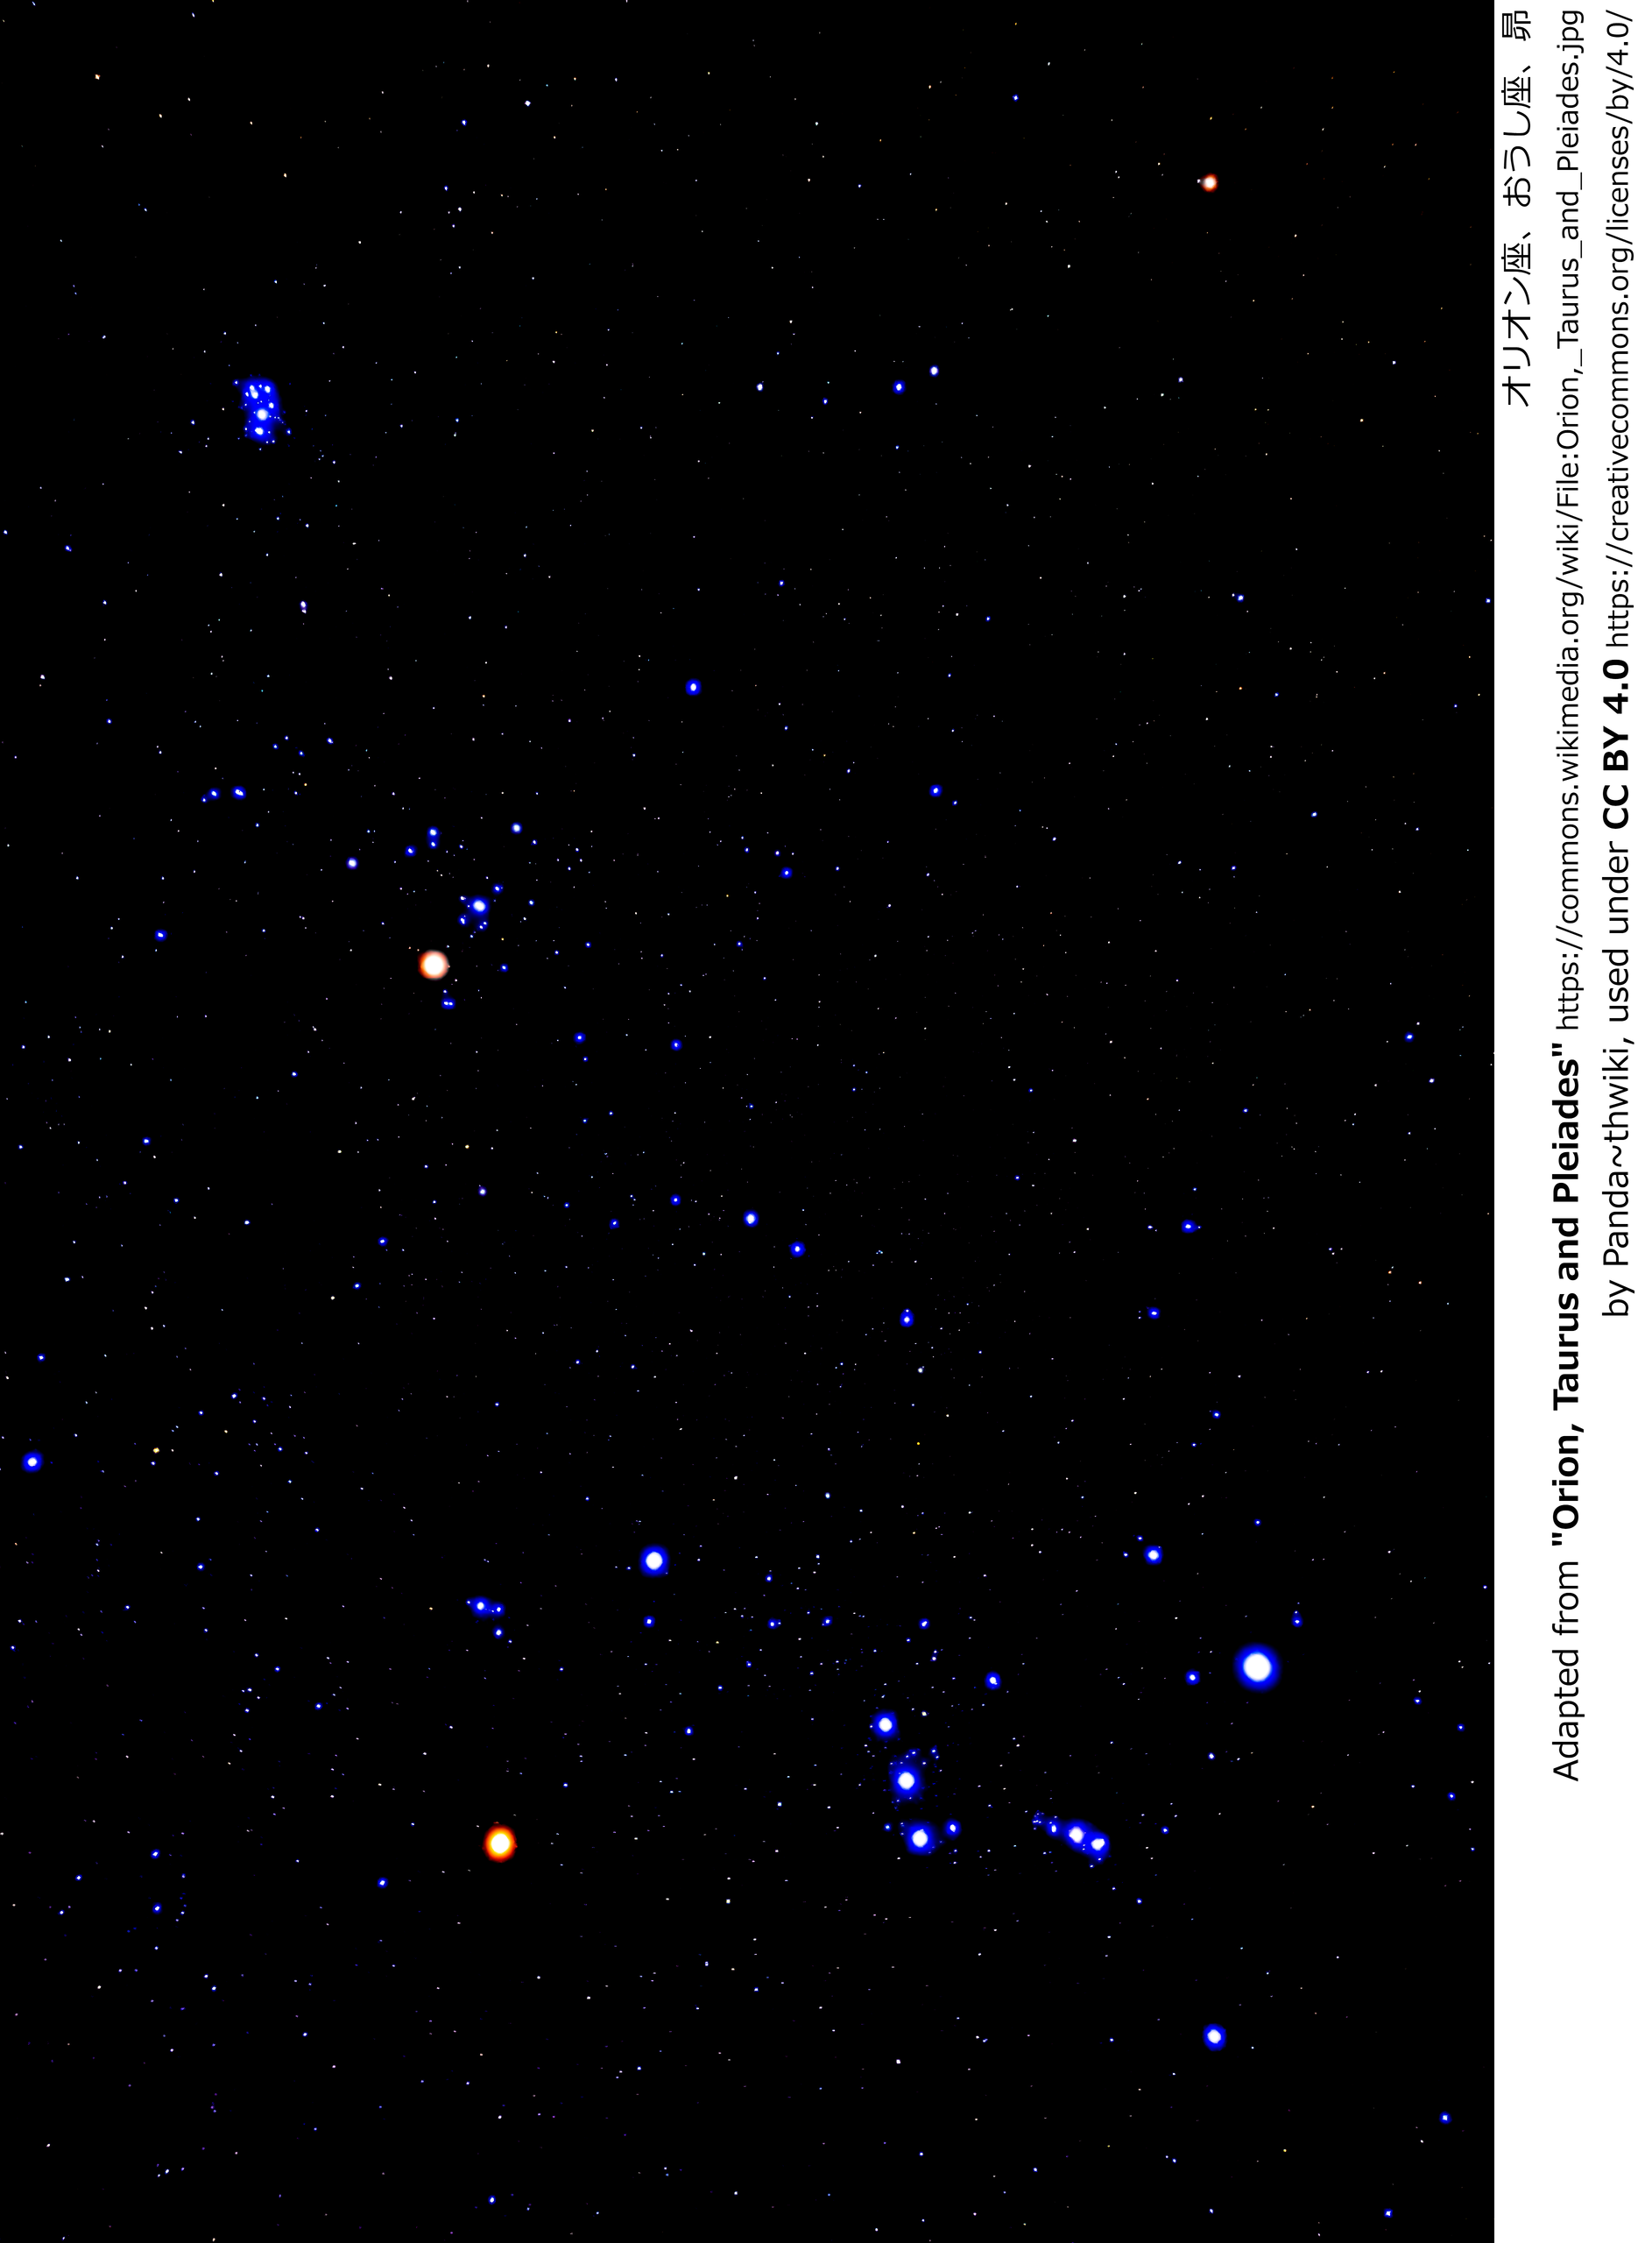 オリオン座、おうし座、昴
Adapted from "Orion, Taurus and Pleiades" https://commons.wikimedia.org/wiki/File:Orion,_Taurus_and_Pleiades.jpg
by Panda~thwiki, used under CC BY 4.0 https://creativecommons.org/licenses/by/4.0/